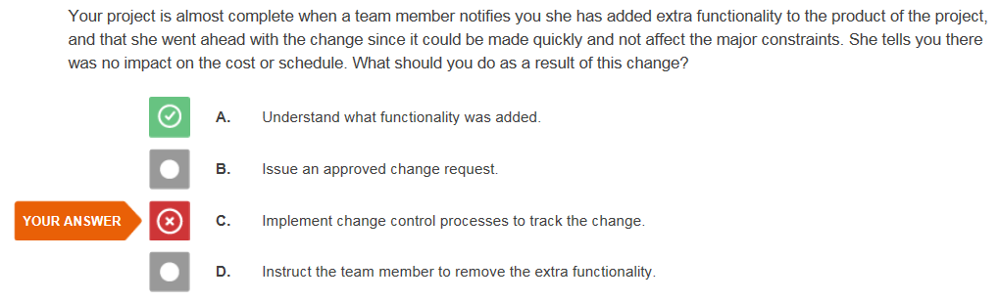 Your project is almost complete when a team member notifies you she has added extra functionality to the product of the project,
and that she went ahead with the change since it could be made quickly and not affect the major constraints. She tells you there
was no impact on the cost or schedule. What should you do as a result of this change?
A. Understand what functionality was added.
B. Issue an approved change request.
YOUR ANSWER C. Implement change control processes to track the change.
D. Instruct the team member to remove the extra functionality.